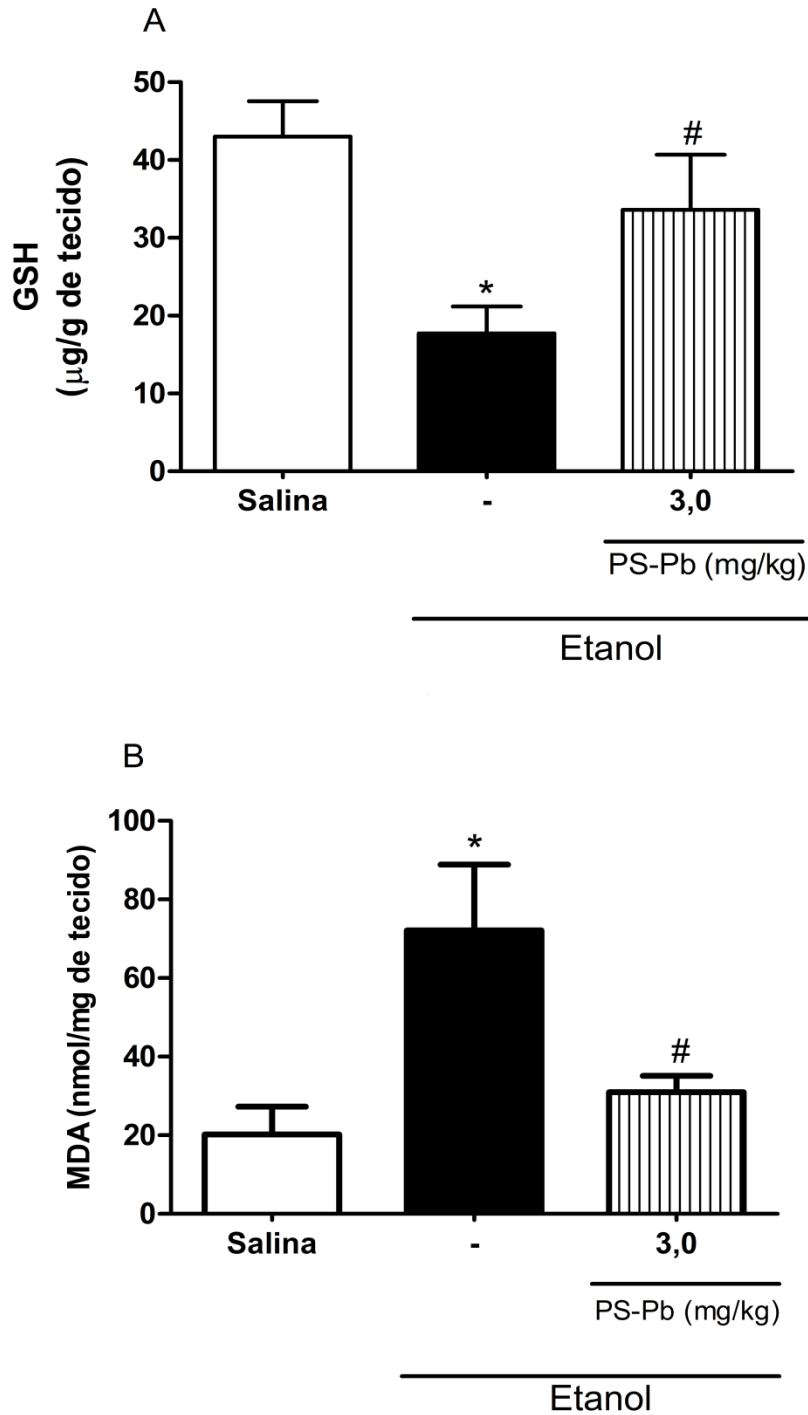 A
GSH
(µg/g de tecido)
50
40
30
20
10
0
*
#
Salina
-
3,0
PS-Pb (mg/kg)
Etanol
B
MDA (nmol/mg de tecido)
100
80
60
40
20
0
*
#
Salina
-
3,0
PS-Pb (mg/kg)
Etanol